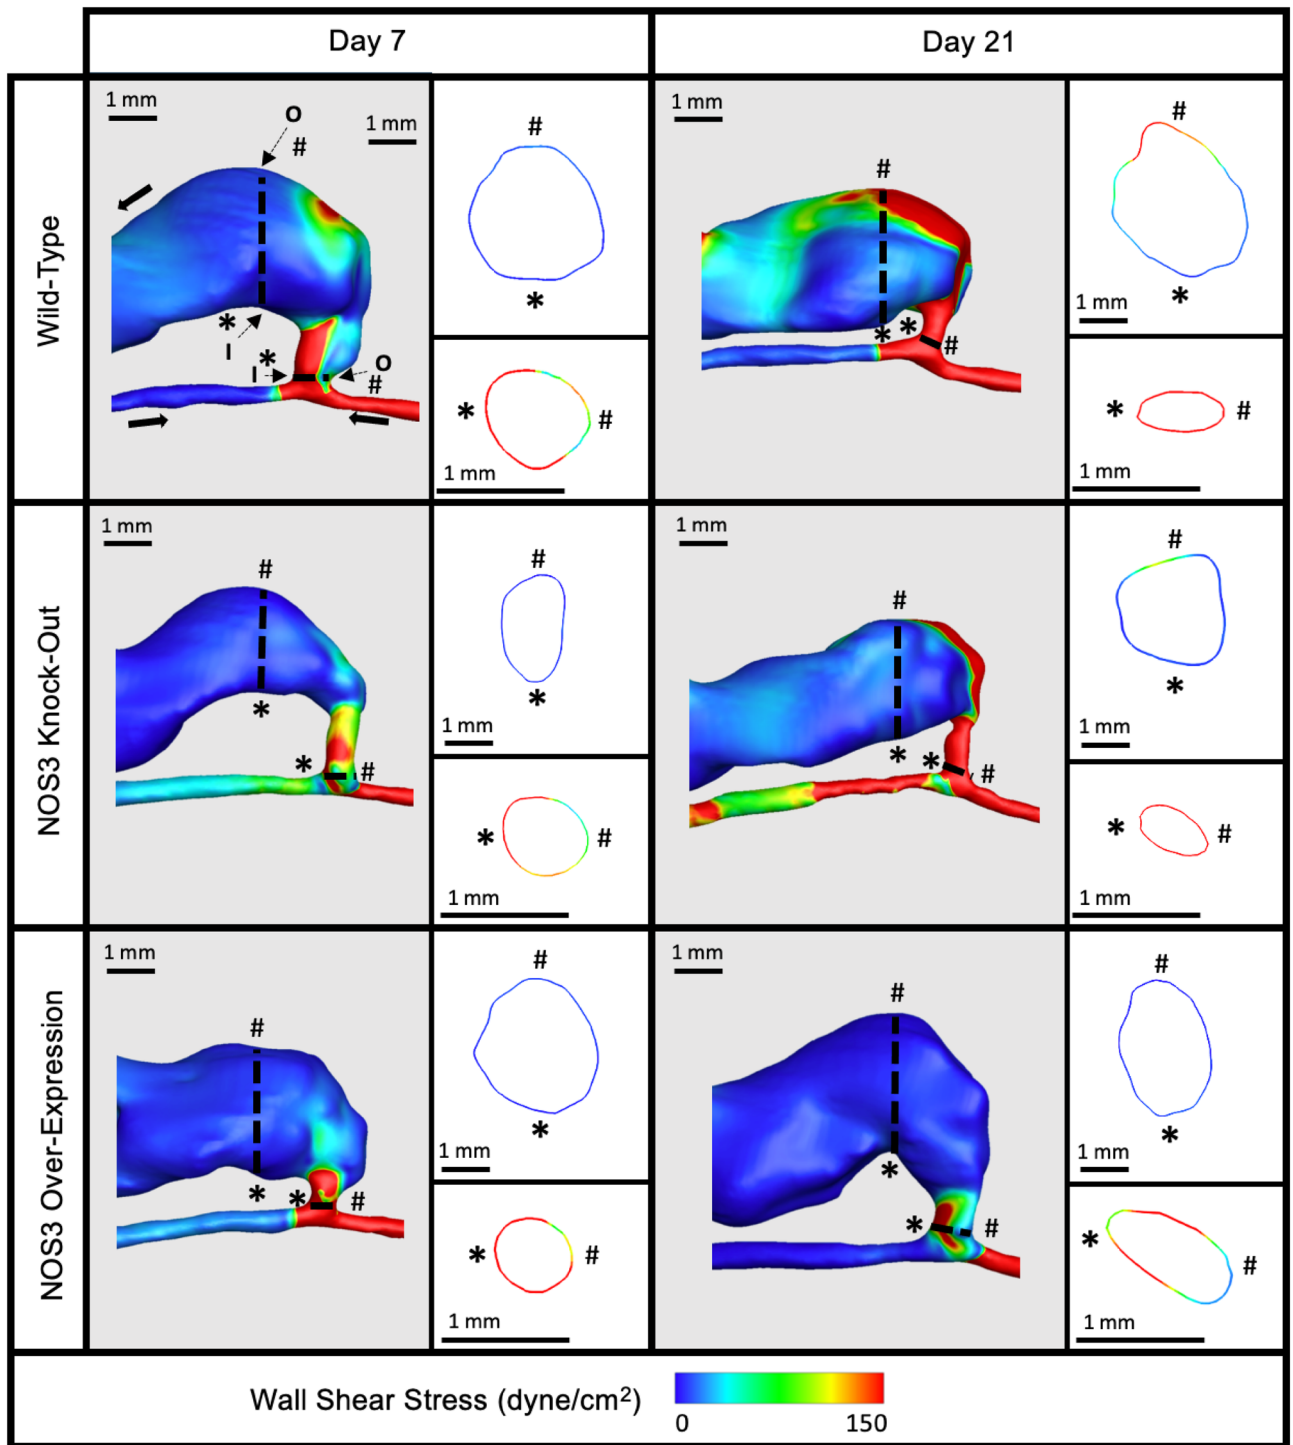 Day 7
Day 21
Wild-Type
1 mm
O
#
1 mm
*
I
*
I
O
#
#
*
*
#
1 mm
1 mm
#
*
*
#
#
*
1 mm
*
#
1 mm
NOS3 Knock-Out
1 mm
#
*
*
#
#
*
1 mm
*
#
1 mm
1 mm
#
*
*
#
#
*
1 mm
*
#
1 mm
NOS3 Over-Expression
1 mm
#
*
*
#
#
*
1 mm
*
#
1 mm
1 mm
#
*
*
#
#
*
1 mm
*
#
1 mm
Wall Shear Stress (dyne/cm²)
0
150